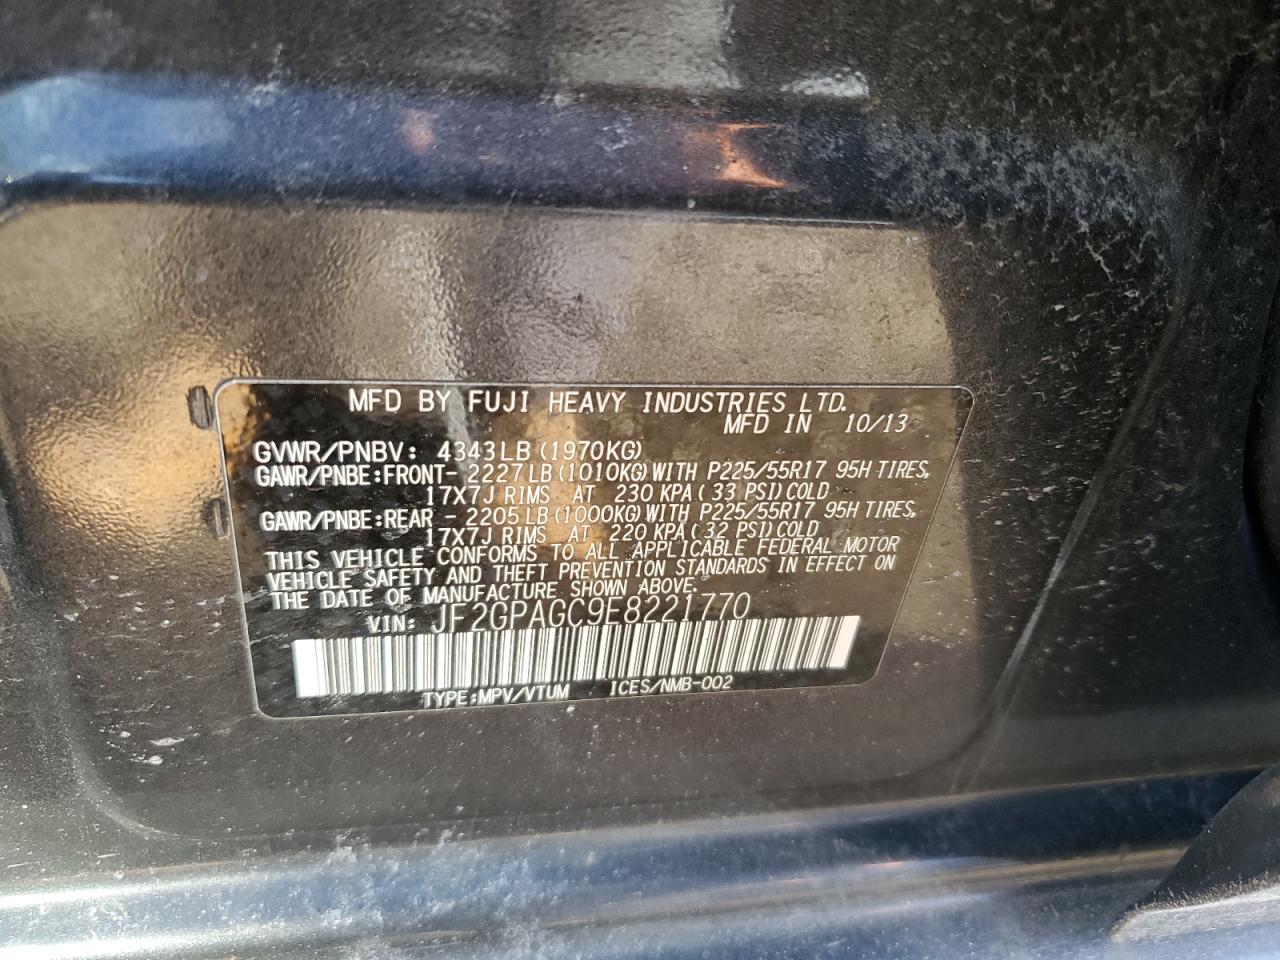 MFD BY FUJI HEAVY INDUSTRIES LTD.
MFD IN 10/13
GVWR/PNBV: 4343LB (1970KG)
GAWR/PNBE:FRONT- 2227LB(1010KG)WITH P225/55R17 95H TIRES,
17X7J RIMS AT 230 KPA( 33 PSI)COLD
GAWR/PNBE:REAR - 2205LB(1000KG)WITH P225/55R17 95H TIRES,
17X7J RIMS AT 220 KPA( 32 PSI)COLD
THIS VEHICLE CONFORMS TO ALL APPLICABLE FEDERAL MOTOR
VEHICLE SAFETY AND THEFT PREVENTION STANDARDS IN EFFECT ON
THE DATE OF MANUFACTURE SHOWN ABOVE.
VIN: JF2GPAGC9E8221770
TYPE:MPV/VTUM ICES/NMB-002